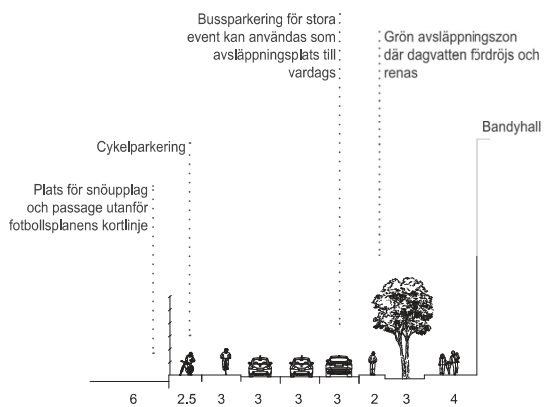 Bussparkering för stora
event kan användas som
avsläppningsplats till
vardags
Grön avsläppningszon
där dagvatten fördröjs och
renas
Bandyhall
Cykelparkering
Plats för snöupplag
och passage utanför
fotbollsplanens kortlinje
6 2.5 3 3 3 3 2 3 4